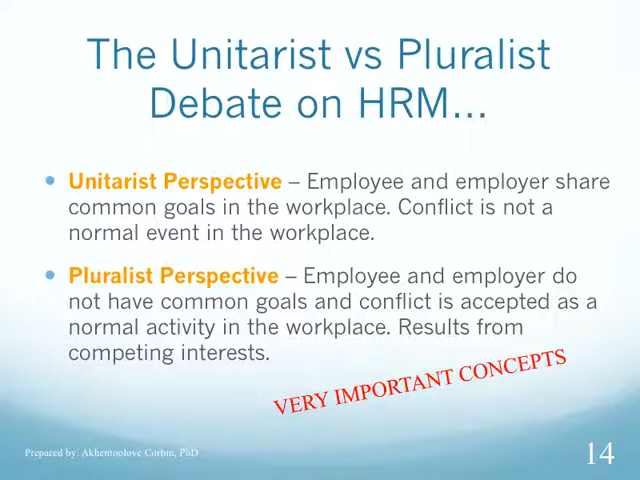 The Unitarist vs Pluralist
Debate on HRM...
• Unitarist Perspective – Employee and employer share
common goals in the workplace. Conflict is not a
normal event in the workplace.
• Pluralist Perspective – Employee and employer do
not have common goals and conflict is accepted as a
normal activity in the workplace. Results from
competing interests.
VERY IMPORTANT CONCEPTS
Prepared by: Akhentoolove Corbin, PhD
14